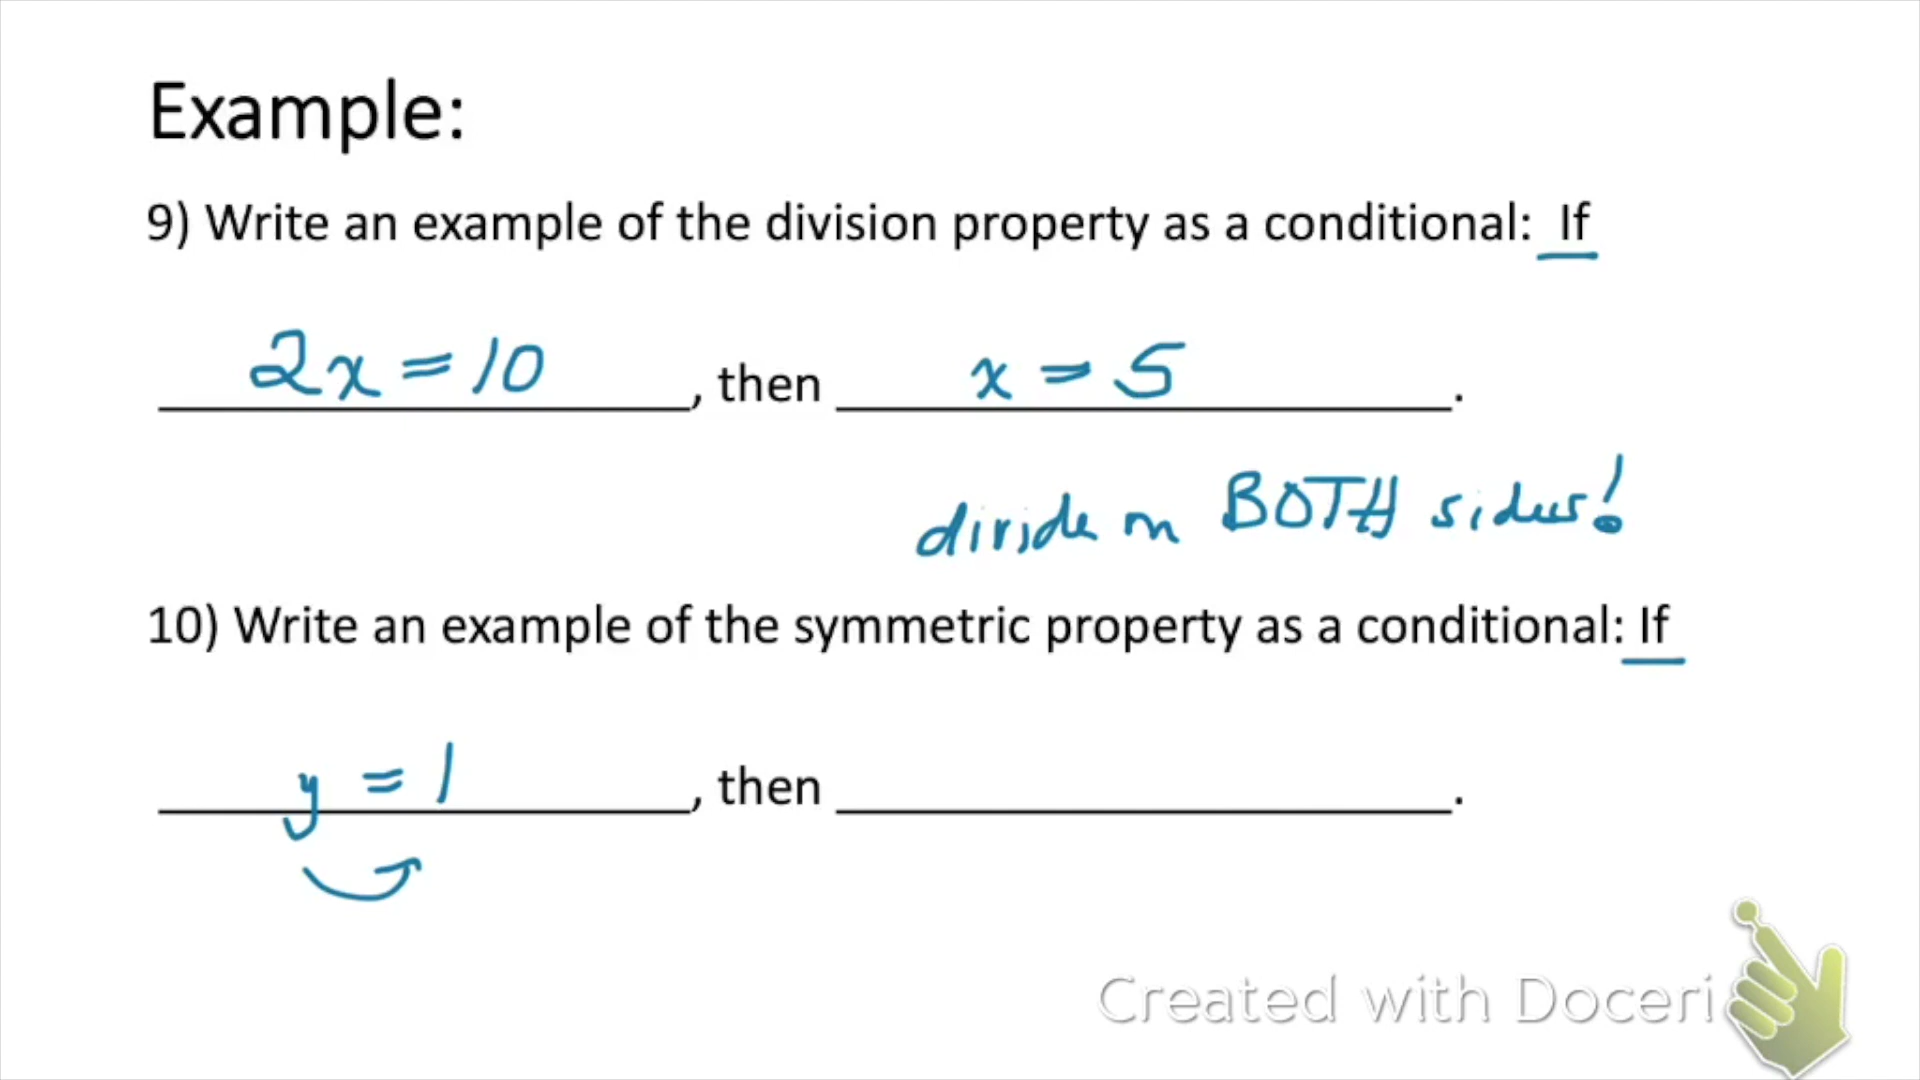 Example:
9) Write an example of the division property as a conditional: If
2x = 10, then x = 5.
divide on BOTH sides!
10) Write an example of the symmetric property as a conditional: If
y = 1, then .
Created with Doceri